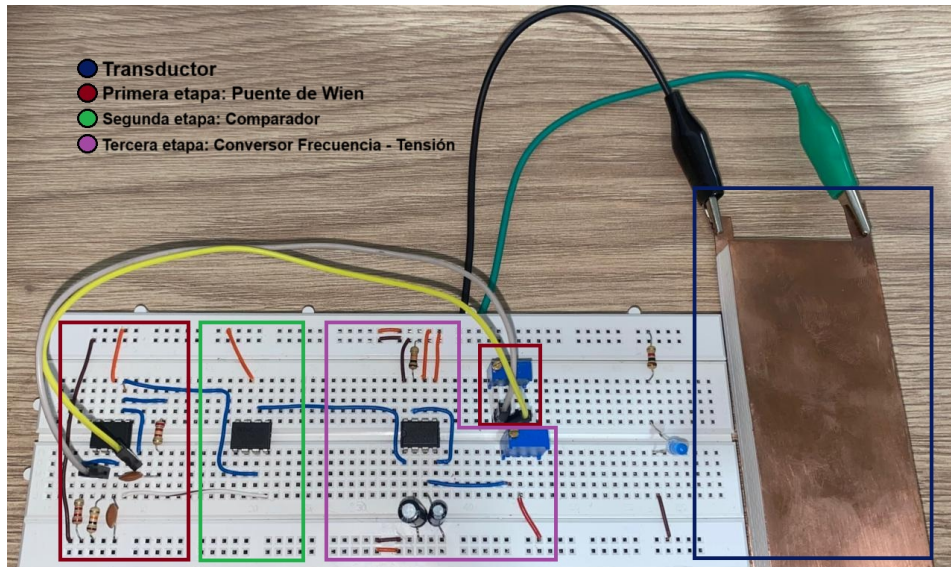 Transductor
Primera etapa: Puente de Wien
Segunda etapa: Comparador
Tercera etapa: Conversor Frecuencia - Tensión